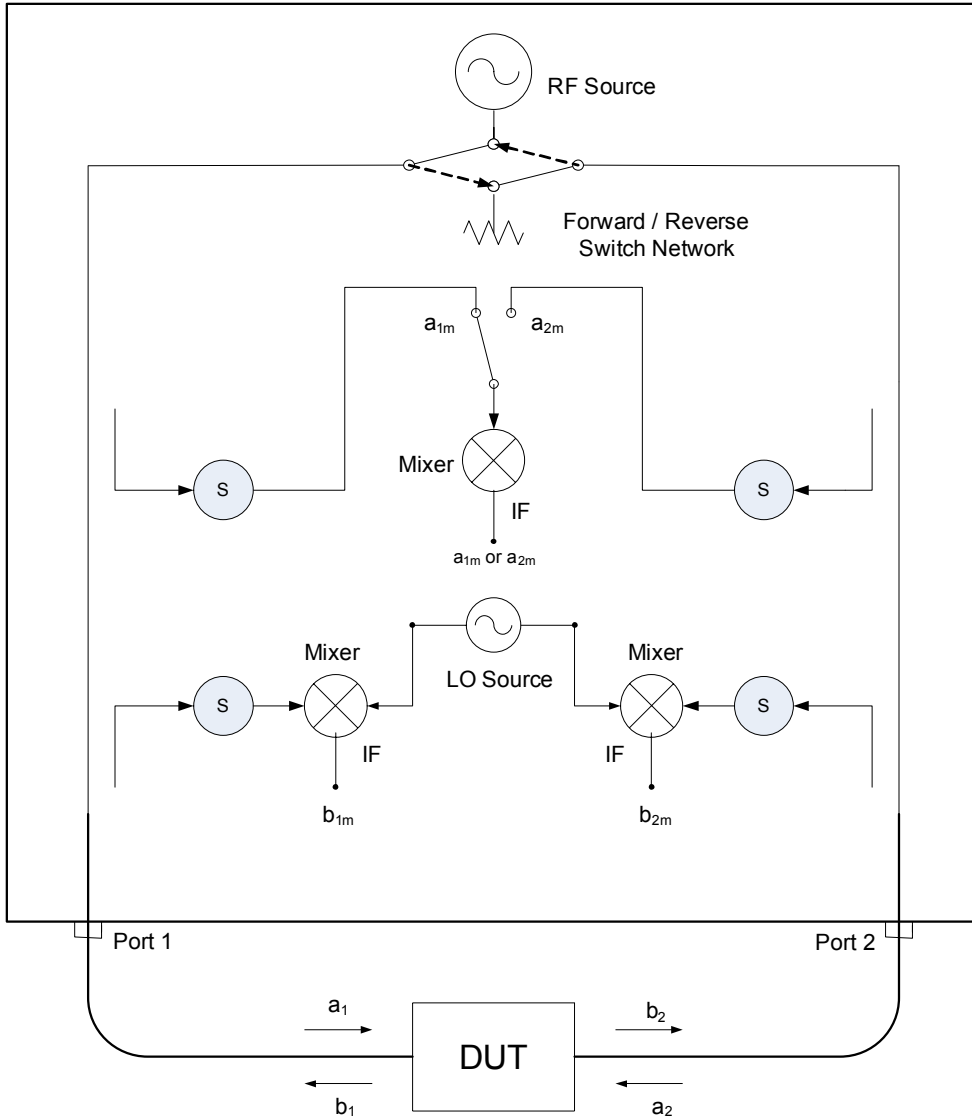 RF Source
Forward / Reverse
Switch Network
a₁ₘ
a₂ₘ
Mixer
S
S
IF
a₁ₘ or a₂ₘ
Mixer
Mixer
LO Source
S
S
IF
IF
b₁ₘ
b₂ₘ
Port 1
Port 2
a₁
b₂
DUT
b₁
a₂